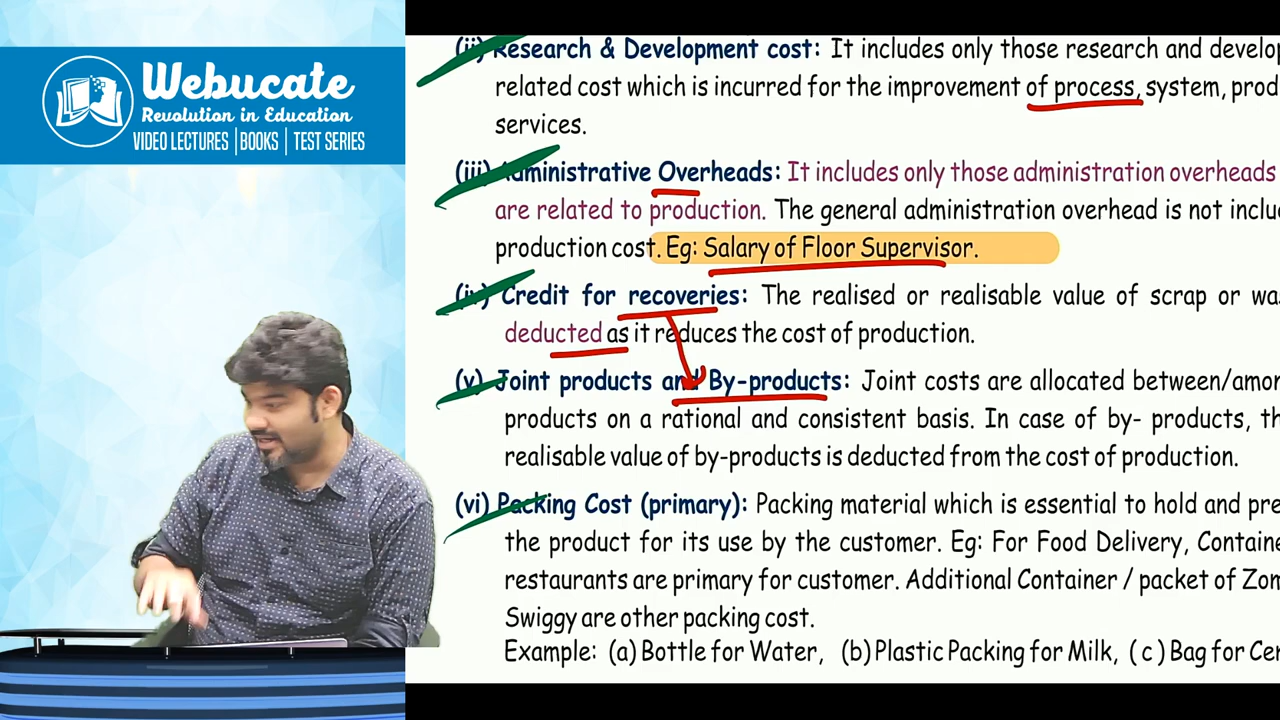 Webucate
Revolution in Education
VIDEO LECTURES | BOOKS | TEST SERIES
(ii) Research & Development cost: It includes only those research and develop
related cost which is incurred for the improvement of process, system, prod
services.
(iii) Administrative Overheads: It includes only those administration overheads
are related to production. The general administration overhead is not inclu
production cost. Eg: Salary of Floor Supervisor.
(iv) Credit for recoveries: The realised or realisable value of scrap or was
deducted as it reduces the cost of production.
(v) Joint products and By-products: Joint costs are allocated between/amon
products on a rational and consistent basis. In case of by- products, th
realisable value of by-products is deducted from the cost of production.
(vi) Packing Cost (primary): Packing material which is essential to hold and pre
the product for its use by the customer. Eg: For Food Delivery, Containe
restaurants are primary for customer. Additional Container / packet of Zom
Swiggy are other packing cost.
Example: (a) Bottle for Water, (b) Plastic Packing for Milk, (c) Bag for Cem